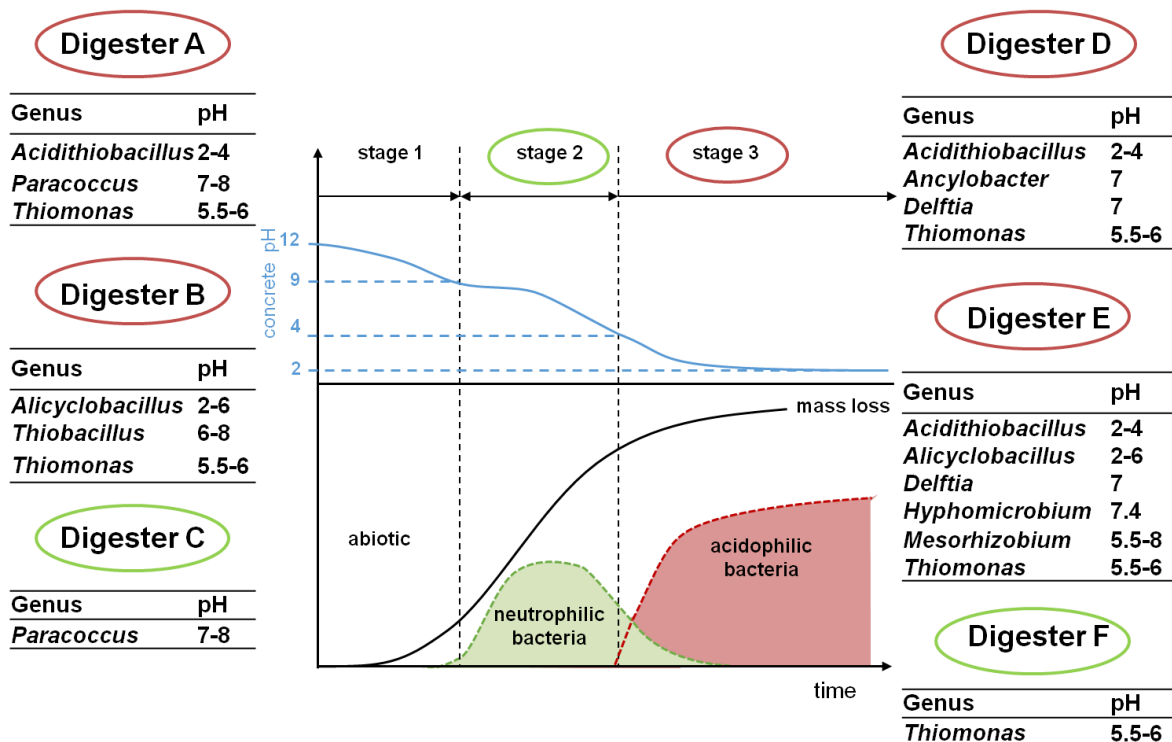 Digester A
Genus pH
Acidithiobacillus 2-4
Paracoccus 7-8
Thiomonas 5.5-6
Digester B
Genus pH
Alicyclobacillus 2-6
Thiobacillus 6-8
Thiomonas 5.5-6
Digester C
Genus pH
Paracoccus 7-8
stage 1
stage 2
stage 3
concrete pH
12
9
4
2
mass loss
abiotic
neutrophilic
bacteria
acidophilic
bacteria
time
Digester D
Genus pH
Acidithiobacillus 2-4
Ancylobacter 7
Delftia 7
Thiomonas 5.5-6
Digester E
Genus pH
Acidithiobacillus 2-4
Alicyclobacillus 2-6
Delftia 7
Hyphomicrobium 7.4
Mesorhizobium 5.5-8
Thiomonas 5.5-6
Digester F
Genus pH
Thiomonas 5.5-6